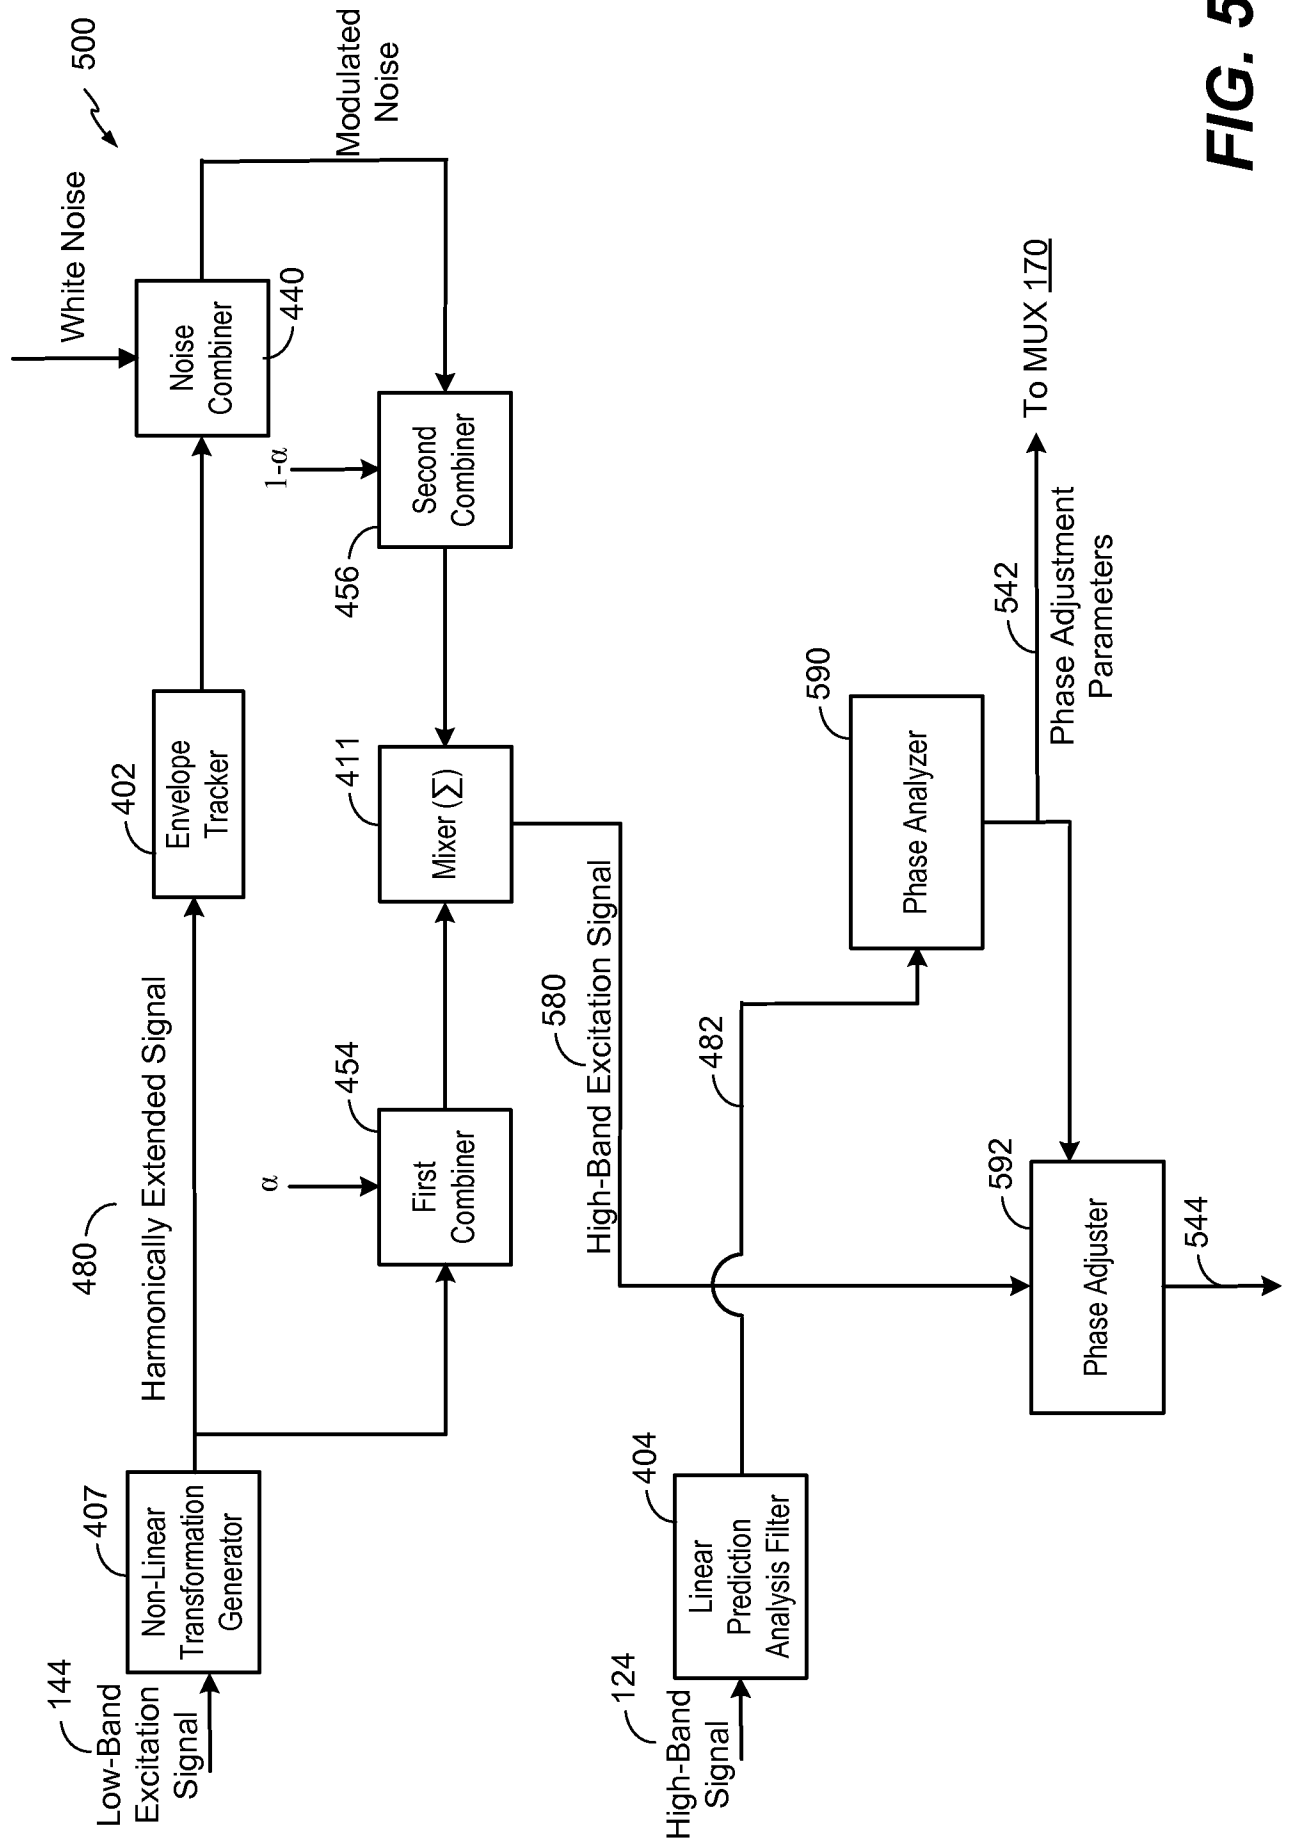 500
White Noise
480
Harmonically Extended Signal
144
Low-Band
Excitation
Signal
407
Non-Linear
Transformation
Generator
402
Envelope
Tracker
Noise
Combiner
440
Modulated
Noise
α
454
First
Combiner
411
Mixer (Σ)
1-α
456
Second
Combiner
580
High-Band Excitation Signal
124
High-Band
Signal
404
Linear
Prediction
Analysis Filter
482
590
Phase Analyzer
542
Phase Adjustment
Parameters
To MUX 170
592
Phase Adjuster
544
FIG. 5